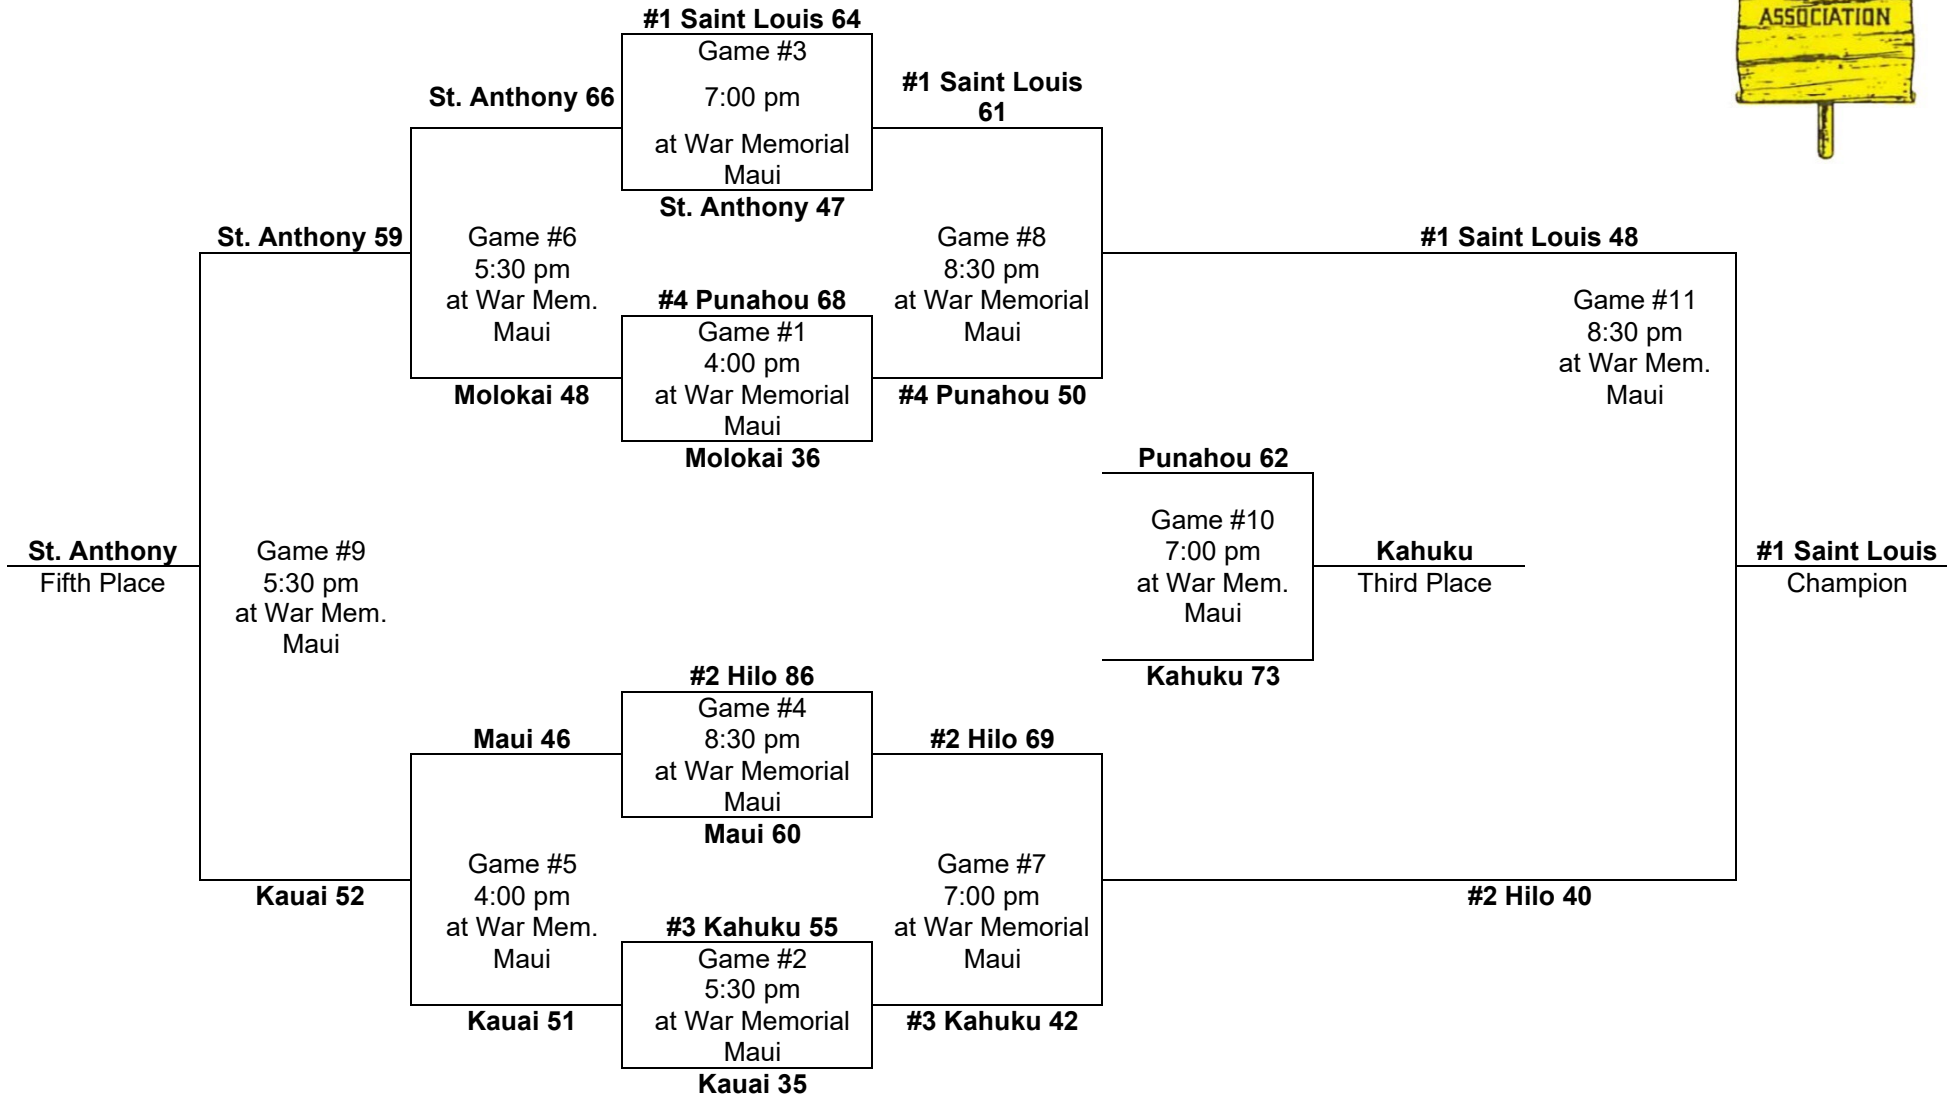 ASSOCIATION
#1 Saint Louis 64
Game #3
7:00 pm
at War Memorial
Maui
St. Anthony 47
St. Anthony 66
#1 Saint Louis
61
St. Anthony 59
Game #6
5:30 pm
at War Mem.
Maui
Game #8
8:30 pm
at War Memorial
Maui
#1 Saint Louis 48
#4 Punahou 68
Game #1
4:00 pm
at War Memorial
Maui
Molokai 36
Molokai 48
#4 Punahou 50
Game #11
8:30 pm
at War Mem.
Maui
Punahou 62
Game #10
7:00 pm
at War Mem.
Maui
Kahuku 73
St. Anthony
Fifth Place
Game #9
5:30 pm
at War Mem.
Maui
Kahuku
Third Place
#1 Saint Louis
Champion
#2 Hilo 86
Game #4
8:30 pm
at War Memorial
Maui
Maui 60
Maui 46
#2 Hilo 69
Kauai 52
Game #5
4:00 pm
at War Mem.
Maui
Game #7
7:00 pm
at War Memorial
Maui
#2 Hilo 40
#3 Kahuku 55
Game #2
5:30 pm
at War Memorial
Maui
Kauai 35
Kauai 51
#3 Kahuku 42